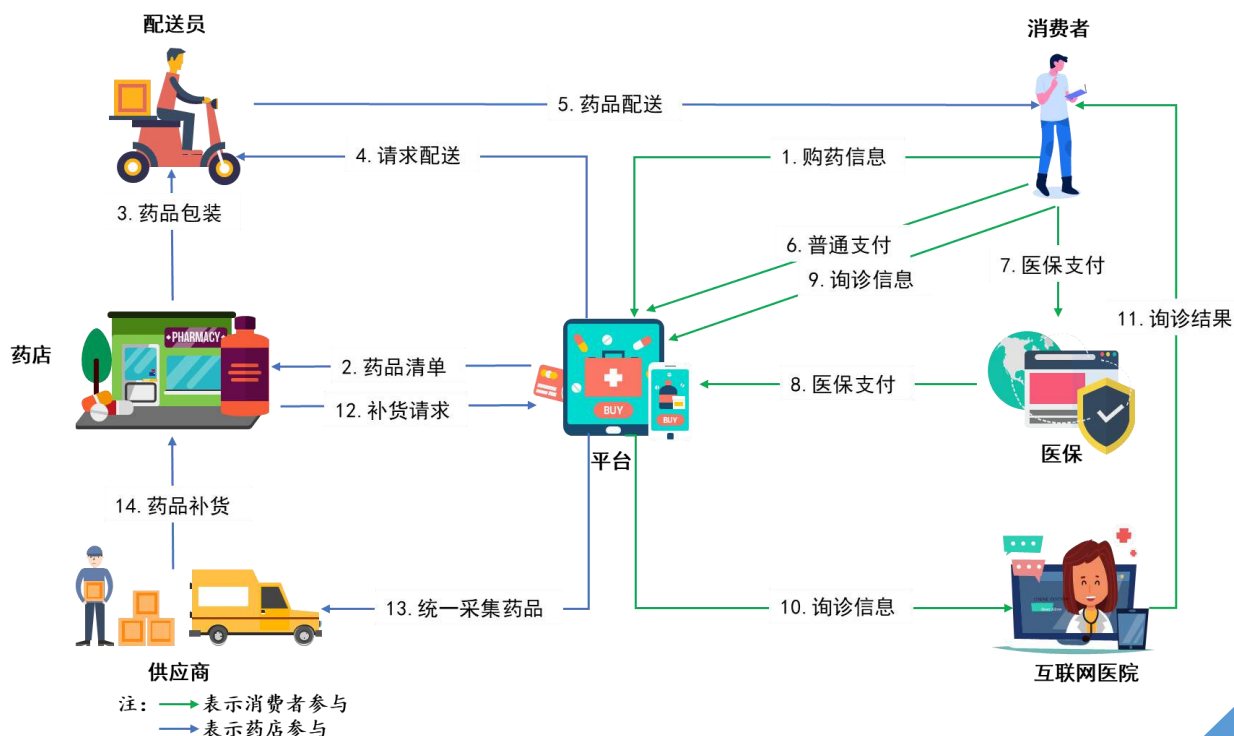 配送员
消费者
5. 药品配送
4. 请求配送
1. 购药信息
3. 药品包装
6. 普通支付
9. 询诊信息
7. 医保支付
PHARMACY
11. 询诊结果
药店
2. 药品清单
8. 医保支付
12. 补货请求
BUY
BUY
平台
医保
14. 药品补货
13. 统一采集药品
10. 询诊信息
供应商
互联网医院
注: 表示消费者参与
表示药店参与